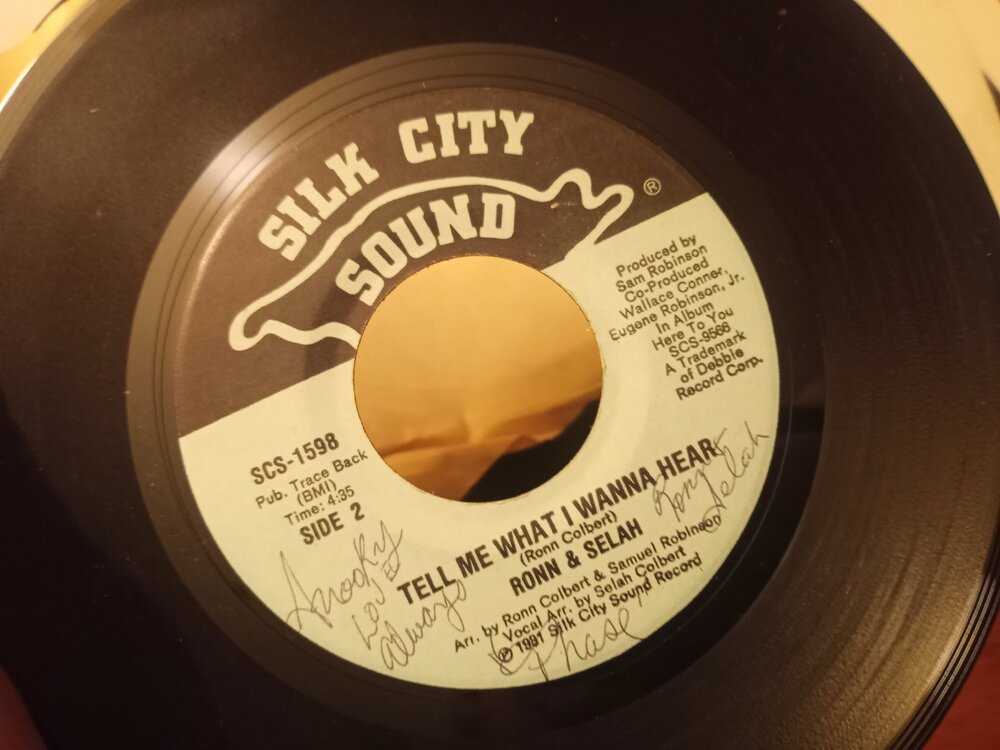 SILK CITY
SOUND
®
Produced by
Sam Robinson
Co-Produced
Wallace Conner,
Eugene Robinson, Jr.
In Album
Here To You
SCS-9566
A Trademark
of Debbie
Record Corp.
SCS-1598
Pub. Trace Back
(BMI)
Time: 4:35
SIDE 2
TELL ME WHAT I WANNA HEAR
(Ronn Colbert)
RONN & SELAH
Arr. by Ronn Colbert & Samuel Robinson
Vocal Arr. by Selah Colbert
℗ 1991 Silk City Sound Record
Snooky
always
Ronn &
Selah